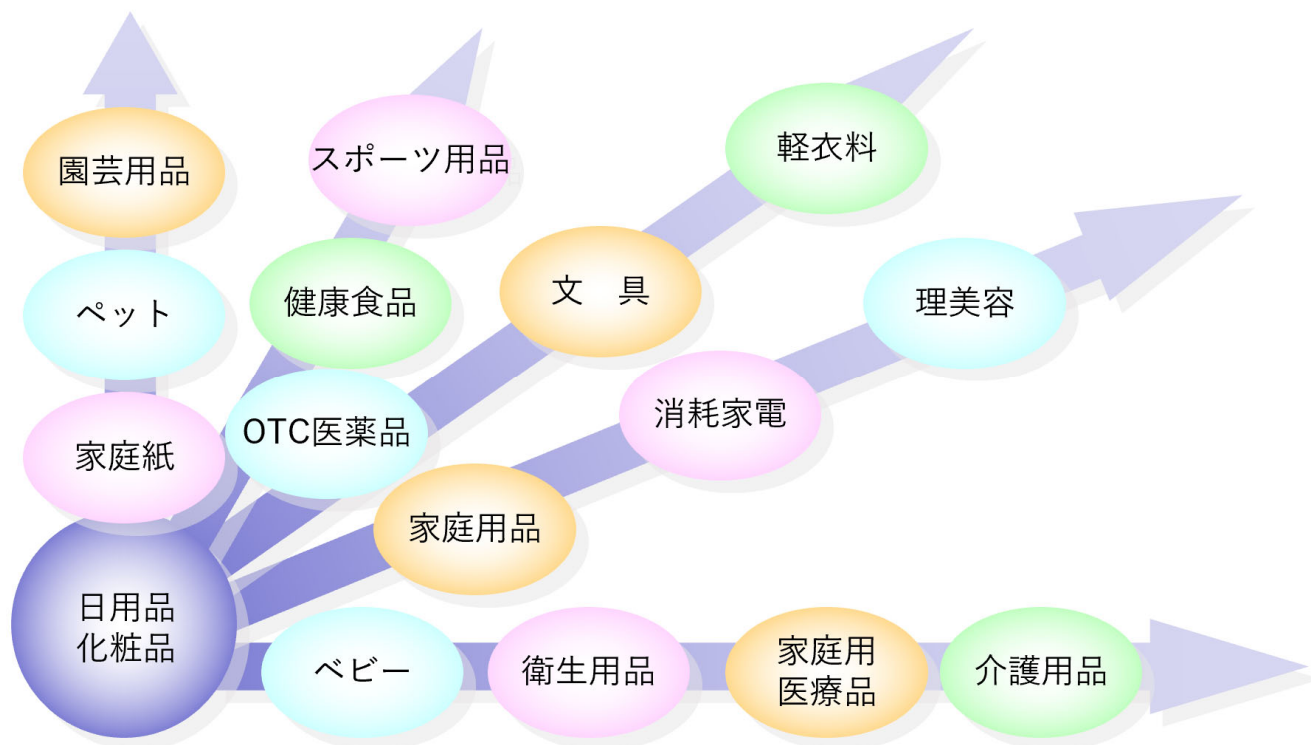 園芸用品
スポーツ用品
軽衣料
ペット
健康食品
文　具
理美容
家庭紙
OTC医薬品
消耗家電
家庭用品
日用品
化粧品
ベビー
衛生用品
家庭用
医療品
介護用品